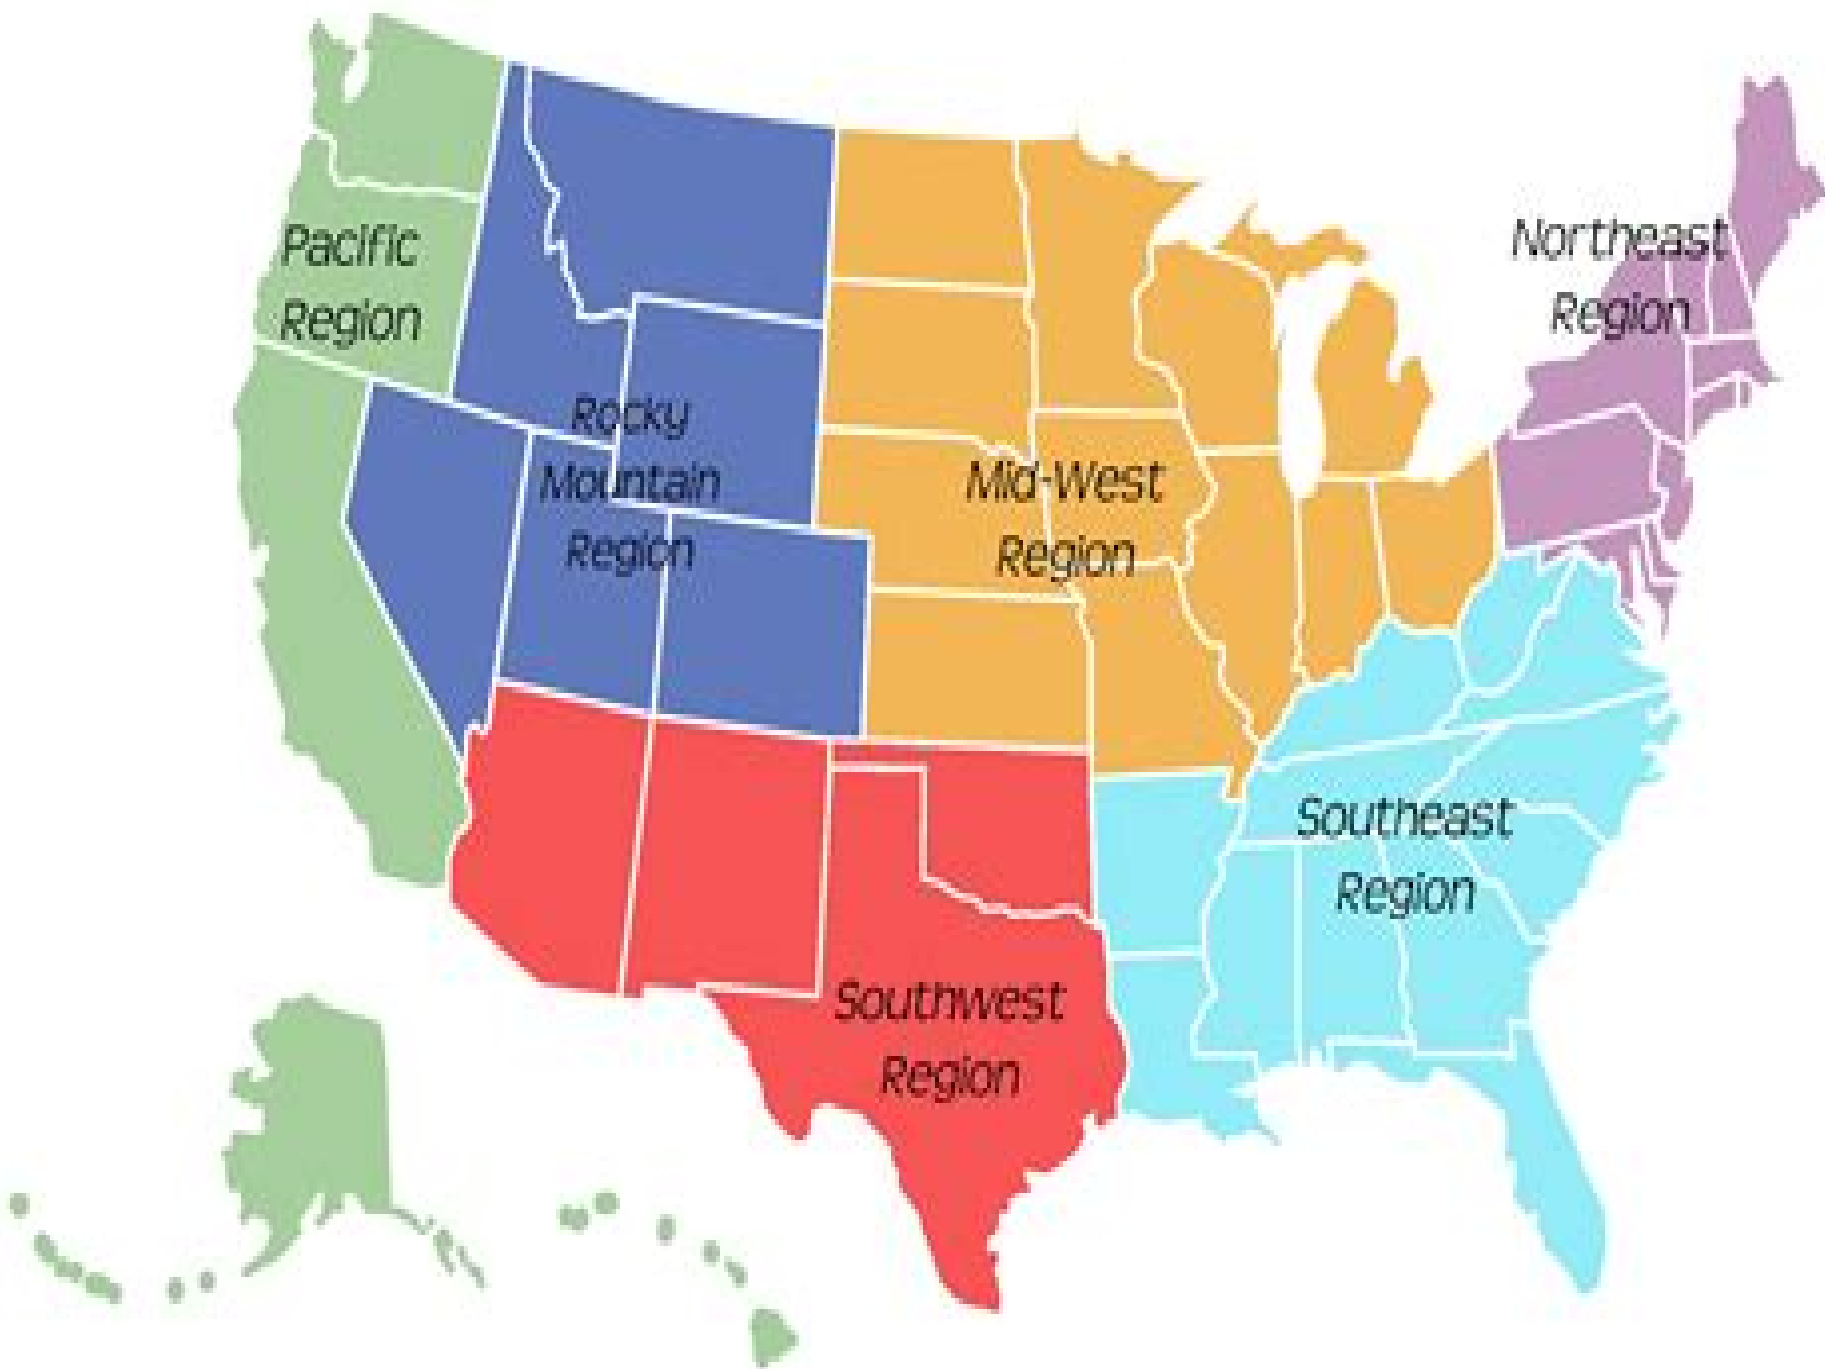 Pacific
Region
Rocky
Mountain
Region
Mid-West
Region
Northeast
Region
Southeast
Region
Southwest
Region